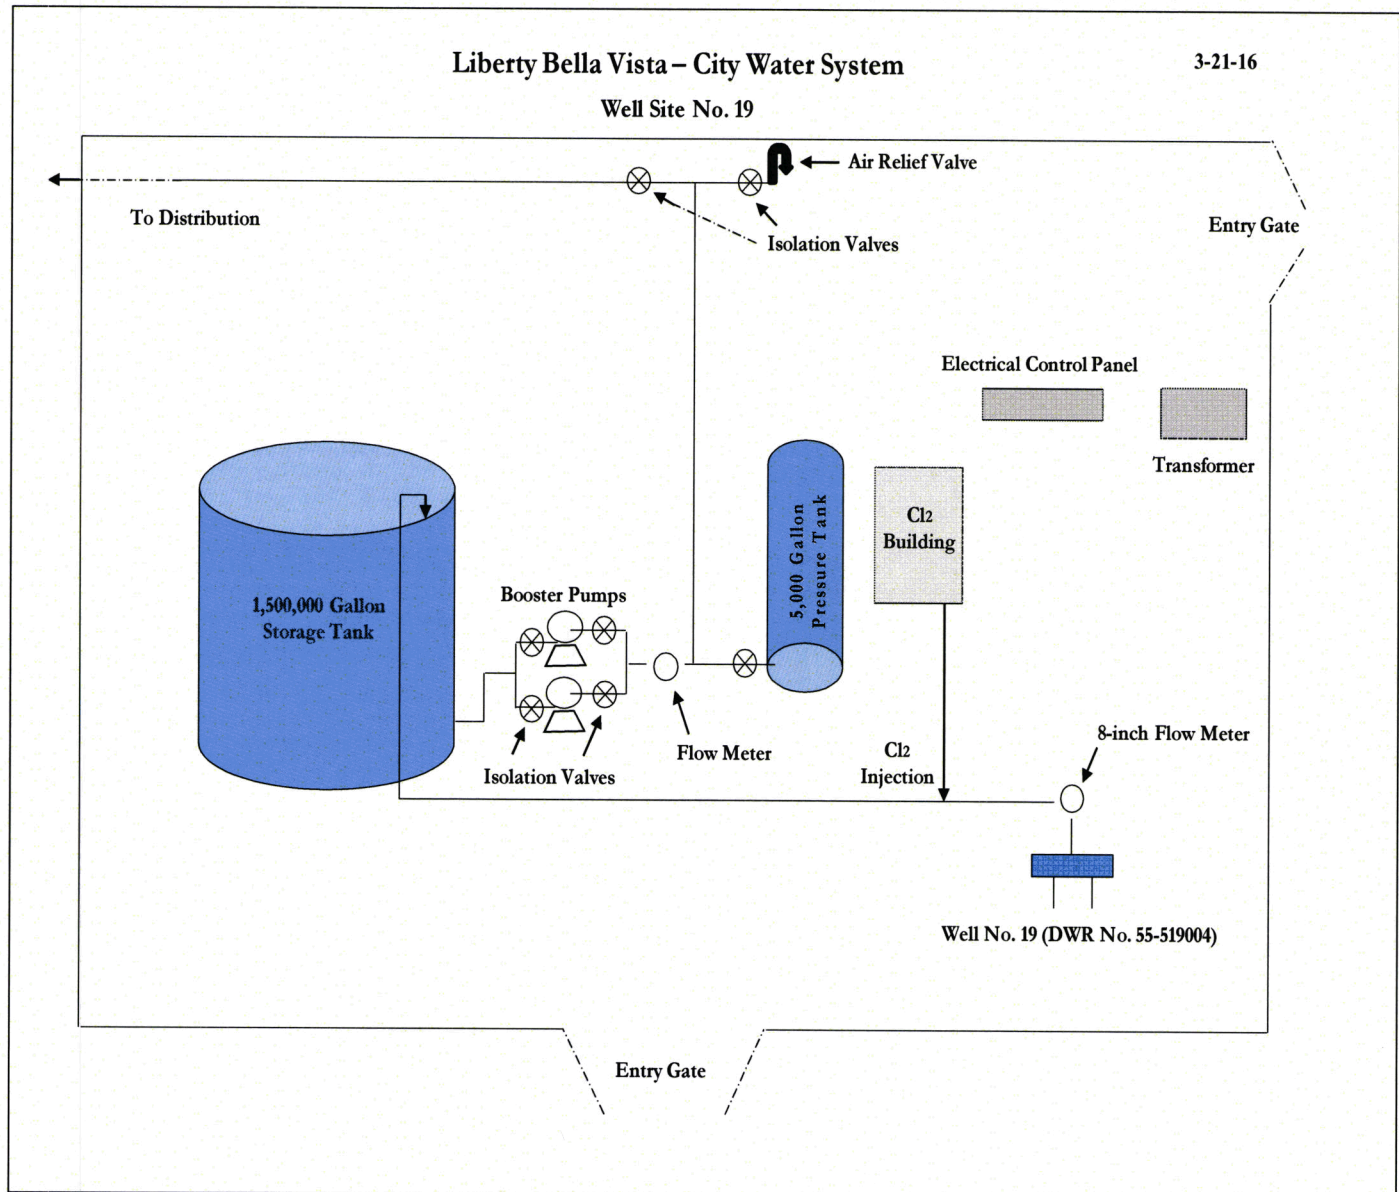 Liberty Bella Vista – City Water System
3-21-16
Well Site No. 19
Air Relief Valve
To Distribution
Isolation Valves
Entry Gate
Electrical Control Panel
Transformer
5,000 Gallon
Pressure Tank
Cl2
Building
1,500,000 Gallon
Storage Tank
Booster Pumps
Isolation Valves
Flow Meter
Cl2
Injection
8-inch Flow Meter
Well No. 19 (DWR No. 55-519004)
Entry Gate